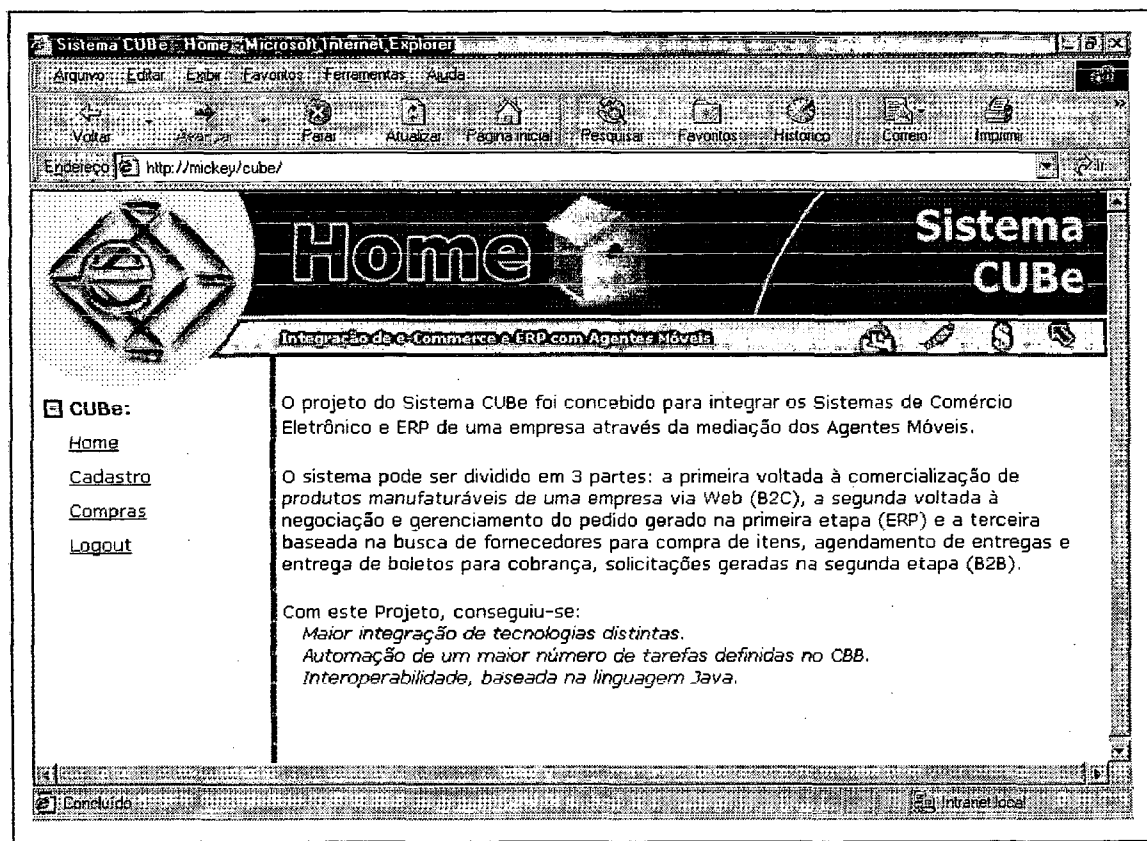 Sistema CUBe - Home - Microsoft Internet Explorer
Arquivo Editar Exibir Favoritos Ferramentas Ajuda
Voltar Avançar Parar Atualizar Página inicial Pesquisar Favoritos Histórico Correio Imprimir
Endereço http://mickey/cube/ Ir
Home
Sistema
CUBe
Integração de e-Commerce e ERP com Agentes Móveis
CUBe:
Home
Cadastro
Compras
Logout
O projeto do Sistema CUBe foi concebido para integrar os Sistemas de Comércio
Eletrônico e ERP de uma empresa através da mediação dos Agentes Móveis.
O sistema pode ser dividido em 3 partes: a primeira voltada à comercialização de
produtos manufaturáveis de uma empresa via Web (B2C), a segunda voltada à
negociação e gerenciamento do pedido gerado na primeira etapa (ERP) e a terceira
baseada na busca de fornecedores para compra de itens, agendamento de entregas e
entrega de boletos para cobrança, solicitações geradas na segunda etapa (B2B).
Com este Projeto, conseguiu-se:
Maior integração de tecnologias distintas.
Automação de um maior número de tarefas definidas no CBB.
Interoperabilidade, baseada na linguagem Java.
Concluído Intranet local